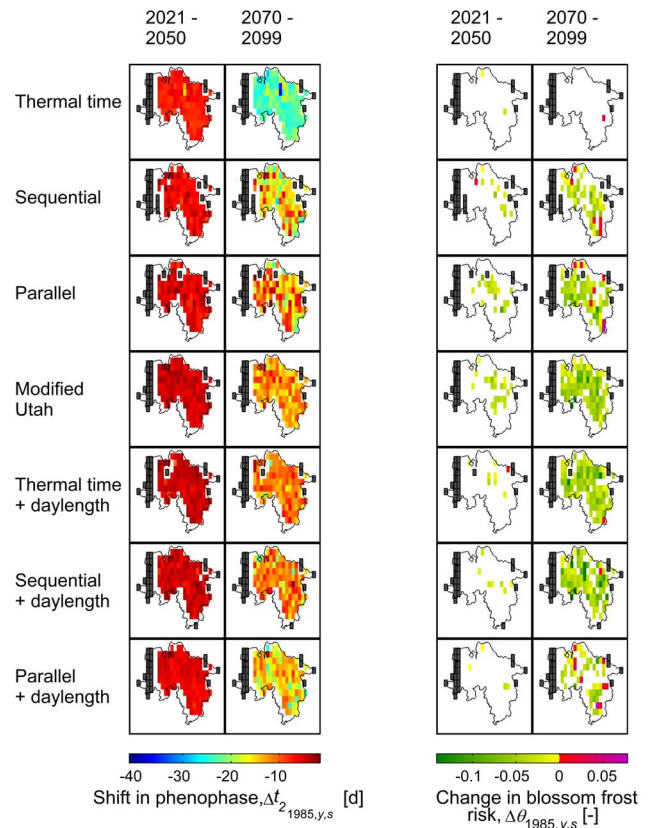 2021 - 2070 - 2021 - 2070 -
2050 2099 2050 2099
Thermal time
Sequential
Parallel
Modified
Utah
Thermal time
+ daylength
Sequential
+ daylength
Parallel
+ daylength
-40 -30 -20 -10
Shift in phenophase,Δt2 1985,y,s [d]
-0.1 -0.05 0 0.05
Change in blossom frost
risk, Δθ1985,y,s [-]